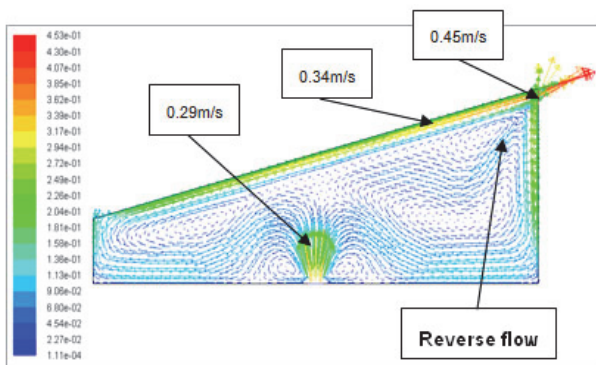 4.53e-01
4.30e-01
4.07e-01
3.85e-01
3.62e-01
3.39e-01
3.17e-01
2.94e-01
2.72e-01
2.49e-01
2.26e-01
2.04e-01
1.81e-01
1.58e-01
1.36e-01
1.13e-01
9.06e-02
6.80e-02
4.54e-02
2.27e-02
1.11e-04
0.45m/s
0.34m/s
0.29m/s
Reverse flow